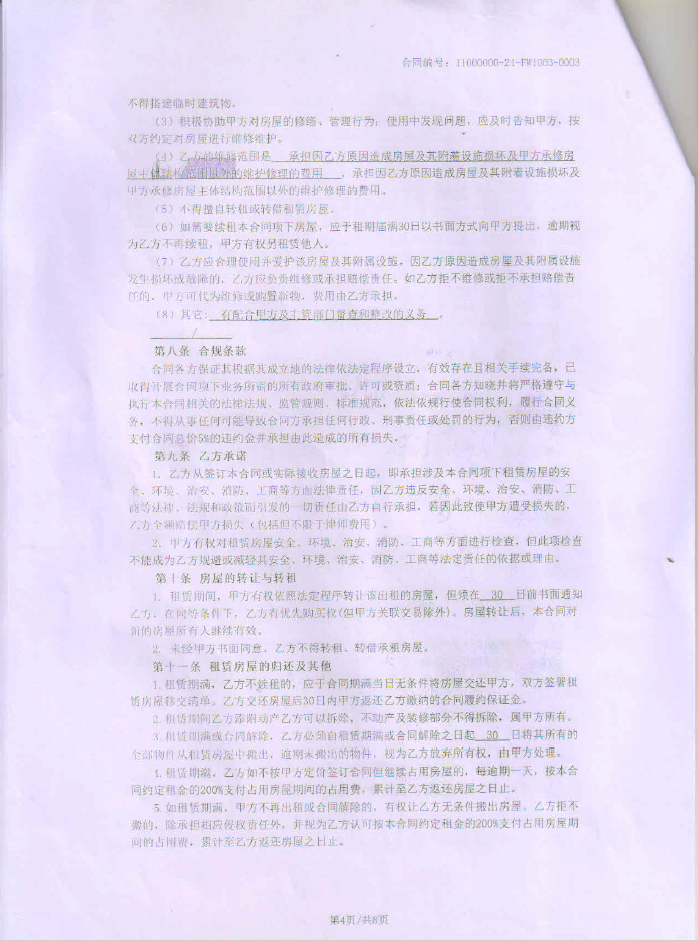 合同编号：11000000-21-FW1003-0003
不得搭建临时建筑物。
（3）积极协助甲方对房屋的修缮、管理行为；使用中发现问题，应及时告知甲方，按
双方约定对房屋进行维修维护。
（4）乙方的维修范围是 承担因乙方原因造成房屋及其附着设施损坏及甲方承修房
屋主体结构范围以外的维护修理的费用 ，承担因乙方原因造成房屋及其附着设施损坏及
甲方承修房屋主体结构范围以外的维护修理的费用。
（5）不得擅自转租或转借租赁房屋。
（6）如需要续租本合同项下房屋，应于租期届满30日以书面方式向甲方提出，逾期视
为乙方不再续租，甲方有权另租赁他人。
（7）乙方应合理使用并爱护该房屋及其附属设施。因乙方原因造成房屋及其附属设施
发生损坏或故障的，乙方应负责维修或承担赔偿责任。如乙方拒不维修或拒不承担赔偿责
任的，甲方可代为维修或购置新物，费用由乙方承担。
（8）其它: 有配合甲方及主管部门督查和整改的义务 。
/
第八条 合规条款
合同各方保证其根据其成立地的法律依法定程序设立，有效存在且相关手续完备，已
取得开展合同项下业务所需的所有政府审批、许可或资质；合同各方知晓并将严格遵守与
执行本合同相关的法律法规、监管规则、标准规范，依法依规行使合同权利，履行合同义
务，不得从事任何可能导致合同方承担任何行政、刑事责任或处罚的行为，否则由违约方
支付合同总价5%的违约金并承担由此造成的所有损失。
第九条 乙方承诺
1. 乙方从签订本合同或实际接收房屋之日起，即承担涉及本合同项下租赁房屋的安
全、环境、治安、消防、工商等方面法律责任，因乙方违反安全、环境、治安、消防、工
商等法律、法规和政策而引发的一切责任由乙方自行承担，若因此致使甲方遭受损失的，
乙方全额赔偿甲方损失（包括但不限于律师费用）。
2. 甲方有权对租赁房屋安全、环境、治安、消防、工商等方面进行检查，但此项检查
不能成为乙方规避或减轻其安全、环境、治安、消防、工商等法定责任的依据或理由。
第十条 房屋的转让与转租
1. 租赁期间，甲方有权依照法定程序转让该出租的房屋，但须在 30 日前书面通知
乙方，在同等条件下，乙方有优先购买权(但甲方关联交易除外)。房屋转让后，本合同对
新的房屋所有人继续有效。
2. 未经甲方书面同意，乙方不得转租、转借承租房屋。
第十一条 租赁房屋的归还及其他
1.租赁期满，乙方不续租的，应于合同期满当日无条件将房屋交还甲方，双方签署租
赁房屋移交清单。乙方交还房屋后30日内甲方返还乙方缴纳的合同履约保证金。
2.租赁期间乙方添附动产乙方可以拆除，不动产及装修部分不得拆除，属甲方所有。
3.租赁期满或合同解除，乙方必须自租赁期满或合同解除之日起 30 日将其所有的
全部物件从租赁房屋中搬出，逾期未搬出的物件，视为乙方放弃所有权，由甲方处理。
4.租赁期满，乙方如不按甲方定价签订合同但继续占用房屋的，每逾期一天，按本合
同约定租金的200%支付占用房屋期间的占用费，累计至乙方返还房屋之日止。
5.如租赁期满、甲方不再出租或合同解除的，有权让乙方无条件搬出房屋。乙方拒不
搬的，除承担相应侵权责任外，并视为乙方认可按本合同约定租金的200%支付占用房屋期
间的占用费，累计至乙方返还房屋之日止。
第4页/共8页